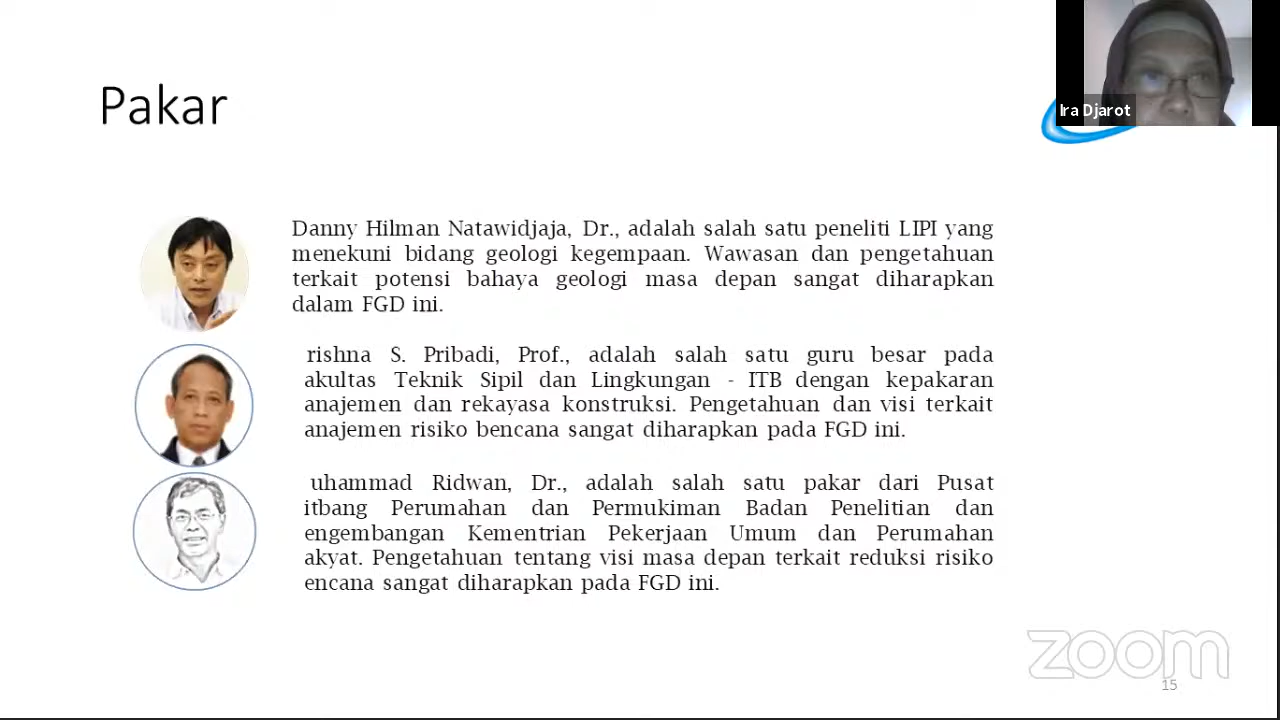 Pakar
Ira Djarot
Danny Hilman Natawidjaja, Dr., adalah salah satu peneliti LIPI yang
menekuni bidang geologi kegempaan. Wawasan dan pengetahuan
terkait potensi bahaya geologi masa depan sangat diharapkan
dalam FGD ini.
rishna S. Pribadi, Prof., adalah salah satu guru besar pada
akultas Teknik Sipil dan Lingkungan - ITB dengan kepakaran
anajemen dan rekayasa konstruksi. Pengetahuan dan visi terkait
anajemen risiko bencana sangat diharapkan pada FGD ini.
uhammad Ridwan, Dr., adalah salah satu pakar dari Pusat
itbang Perumahan dan Permukiman Badan Penelitian dan
engembangan Kementrian Pekerjaan Umum dan Perumahan
akyat. Pengetahuan tentang visi masa depan terkait reduksi risiko
encana sangat diharapkan pada FGD ini.
zoom
15